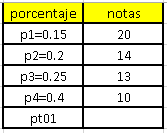 porcentaje notas
p1=0.15 20
p2=0.2 14
p3=0.25 13
p4=0.4 10
pt01